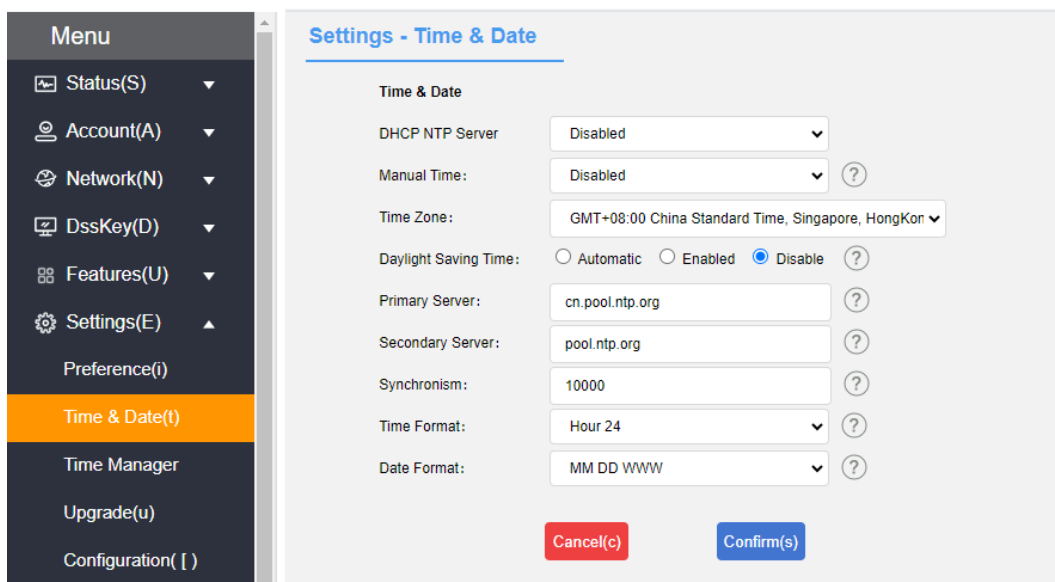 Menu
Status(S)
Account(A)
Network(N)
DssKey(D)
Features(U)
Settings(E)
Preference(i)
Time & Date(t)
Time Manager
Upgrade(u)
Configuration( [ )
Settings - Time & Date
Time & Date
DHCP NTP Server Disabled
Manual Time: Disabled ?
Time Zone: GMT+08:00 China Standard Time, Singapore, HongKon
Daylight Saving Time: Automatic Enabled Disable ?
Primary Server: cn.pool.ntp.org ?
Secondary Server: pool.ntp.org ?
Synchronism: 10000 ?
Time Format: Hour 24 ?
Date Format: MM DD WWW ?
Cancel(c) Confirm(s)